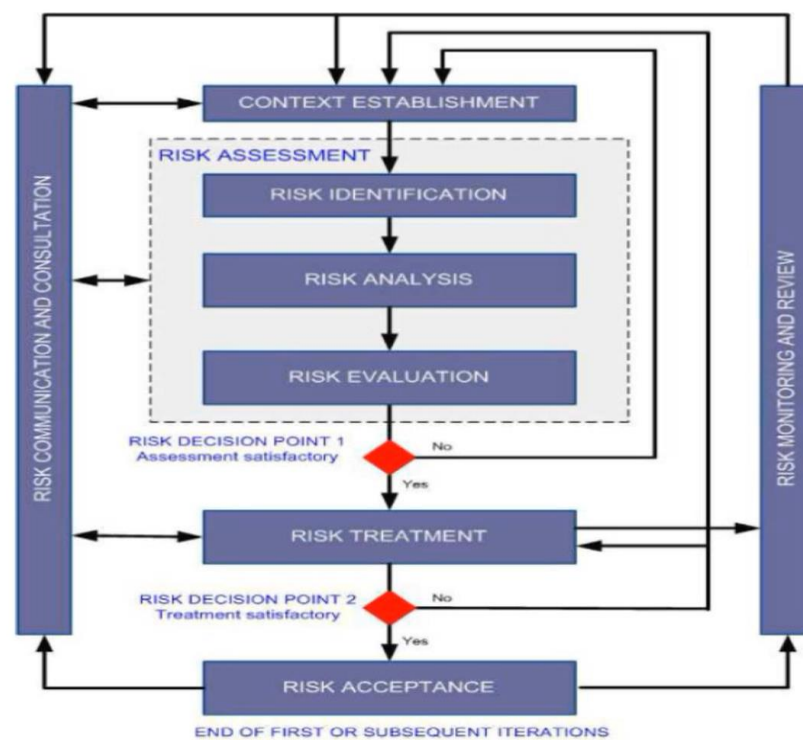 CONTEXT ESTABLISHMENT
RISK ASSESSMENT
RISK IDENTIFICATION
RISK ANALYSIS
RISK EVALUATION
RISK DECISION POINT 1
Assessment satisfactory
No
Yes
RISK TREATMENT
RISK DECISION POINT 2
Treatment satisfactory
No
Yes
RISK ACCEPTANCE
END OF FIRST OR SUBSEQUENT ITERATIONS
RISK COMMUNICATION AND CONSULTATION
RISK MONITORING AND REVIEW